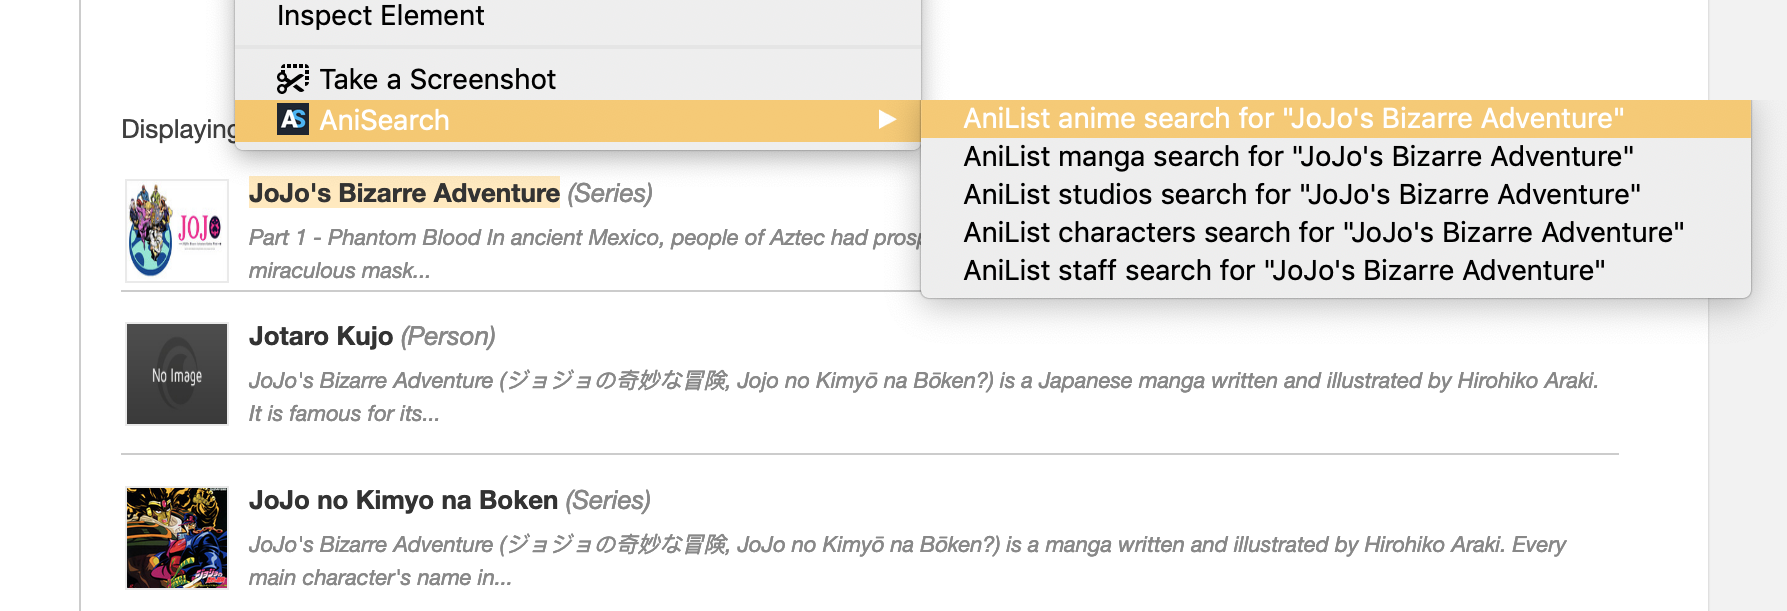 Inspect Element
Take a Screenshot
AS AniSearch
AniList anime search for "JoJo's Bizarre Adventure"
AniList manga search for "JoJo's Bizarre Adventure"
AniList studios search for "JoJo's Bizarre Adventure"
AniList characters search for "JoJo's Bizarre Adventure"
AniList staff search for "JoJo's Bizarre Adventure"
Displaying
JOJO
JoJo's Bizarre Adventure (Series)
Part 1 - Phantom Blood In ancient Mexico, people of Aztec had
miraculous mask...
No Image
Jotaro Kujo (Person)
JoJo's Bizarre Adventure (ジョジョの奇妙な冒険, Jojo no Kimyō na Bōken?) is a Japanese manga written and illustrated by Hirohiko Araki.
It is famous for its...
JoJo no Kimyo na Boken (Series)
JoJo's Bizarre Adventure (ジョジョの奇妙な冒険, JoJo no Kimyō na Bōken?) is a manga written and illustrated by Hirohiko Araki. Every
main character's name in...